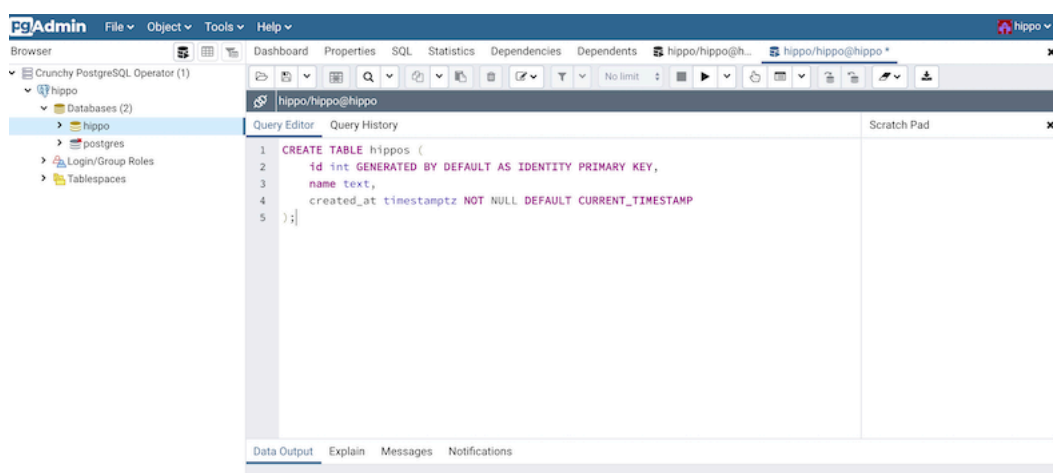 pgAdmin File Object Tools Help hippo
Browser Dashboard Properties SQL Statistics Dependencies Dependents hippo/hippo@h... hippo/hippo@hippo *
Crunchy PostgreSQL Operator (1)
hippo
Databases (2)
hippo
postgres
Login/Group Roles
Tablespaces
No limit
hippo/hippo@hippo
Query Editor Query History Scratch Pad
1 CREATE TABLE hippos (
2 id int GENERATED BY DEFAULT AS IDENTITY PRIMARY KEY,
3 name text,
4 created_at timestamptz NOT NULL DEFAULT CURRENT_TIMESTAMP
5 );
Data Output Explain Messages Notifications